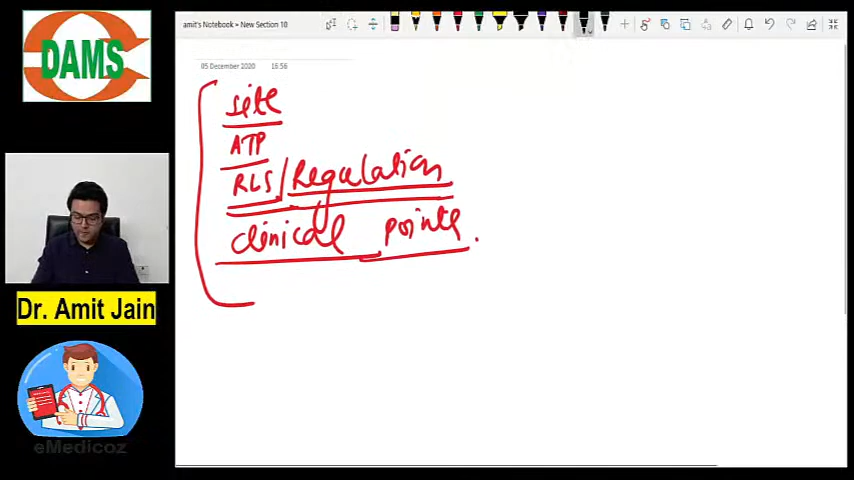 amit's Notebook > New Section 10
DAMS
05 December 2020 16:56
site
ATP
RLS/Regulation
clinical points.
Dr. Amit Jain
eMedicoz